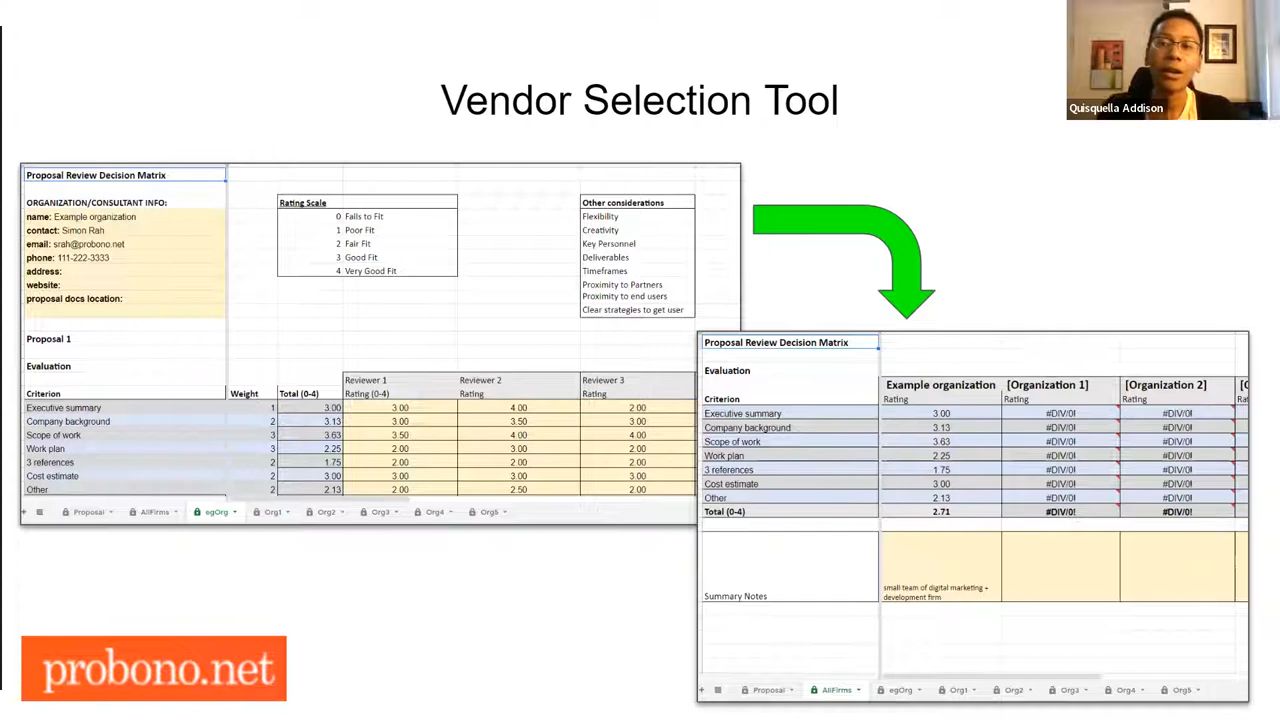 Quisquella Addison
Vendor Selection Tool
Proposal Review Decision Matrix
ORGANIZATION/CONSULTANT INFO:
name: Example organization
contact: Simon Rah
email: srah@probono.net
phone: 111-222-3333
address:
website:
proposal docs location:
Rating Scale
0 Fails to Fit
1 Poor Fit
2 Fair Fit
3 Good Fit
4 Very Good Fit
Other considerations
Flexibility
Creativity
Key Personnel
Deliverables
Timeframes
Proximity to Partners
Proximity to end users
Clear strategies to get user
Proposal 1
Evaluation
Reviewer 1 Reviewer 2 Reviewer 3
Criterion Weight Total (0-4) Rating (0-4) Rating Rating
Executive summary 1 3.00 3.00 4.00 2.00
Company background 2 3.13 3.00 3.50 3.00
Scope of work 3 3.63 3.50 4.00 4.00
Work plan 3 2.25 2.00 3.00 2.00
3 references 2 1.75 2.00 2.00 2.00
Cost estimate 2 3.00 3.00 3.00 3.00
Other 2 2.13 2.00 2.50 2.00
Proposal AllFirms egOrg Org1 Org2 Org3 Org4 Org5
Proposal Review Decision Matrix
Evaluation
Example organization [Organization 1] [Organization 2] [O
Criterion Rating Rating Rating Rat
Executive summary 3.00 #DIV/0! #DIV/0!
Company background 3.13 #DIV/0! #DIV/0!
Scope of work 3.63 #DIV/0! #DIV/0!
Work plan 2.25 #DIV/0! #DIV/0!
3 references 1.75 #DIV/0! #DIV/0!
Cost estimate 3.00 #DIV/0! #DIV/0!
Other 2.13 #DIV/0! #DIV/0!
Total (0-4) 2.71 #DIV/0! #DIV/0!
small team of digital marketing +
development firm
Summary Notes
Proposal AllFirms egOrg Org1 Org2 Org3 Org4 Org5
probono.net